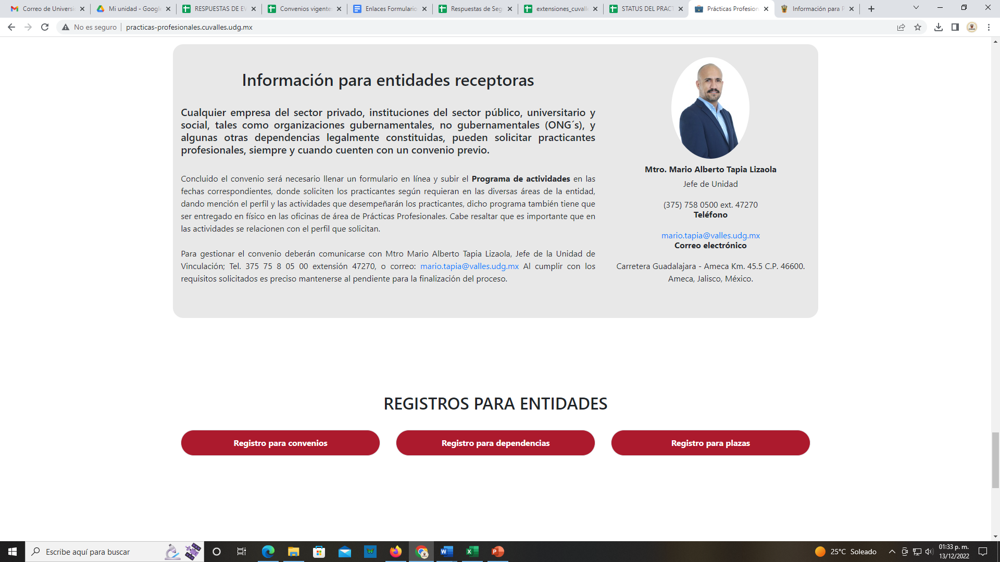 Correo de Universi
Mi unidad - Google
RESPUESTAS DE EV
Convenios vigente
Enlaces Formulario
Respuestas de Seg
extensiones_cuvall
STATUS DEL PRACT
Prácticas Profesion
Información para P
No es seguro
practicas-profesionales.cuvalles.udg.mx
Información para entidades receptoras
Cualquier empresa del sector privado, instituciones del sector público, universitario y
social, tales como organizaciones gubernamentales, no gubernamentales (ONG´s), y
algunas otras dependencias legalmente constituidas, pueden solicitar practicantes
profesionales, siempre y cuando cuenten con un convenio previo.
Concluido el convenio será necesario llenar un formulario en línea y subir el Programa de actividades en las
fechas correspondientes, donde soliciten los practicantes según requieran en las diversas áreas de la entidad,
dando mención el perfil y las actividades que desempeñarán los practicantes, dicho programa también tiene que
ser entregado en físico en las oficinas de área de Prácticas Profesionales. Cabe resaltar que es importante que en
las actividades se relacionen con el perfil que solicitan.
Para gestionar el convenio deberán comunicarse con Mtro Mario Alberto Tapia Lizaola, Jefe de la Unidad de
Vinculación; Tel. 375 75 8 05 00 extensión 47270, o correo: mario.tapia@valles.udg.mx Al cumplir con los
requisitos solicitados es preciso mantenerse al pendiente para la finalización del proceso.
Mtro. Mario Alberto Tapia Lizaola
Jefe de Unidad
(375) 758 0500 ext. 47270
Teléfono
mario.tapia@valles.udg.mx
Correo electrónico
Carretera Guadalajara - Ameca Km. 45.5 C.P. 46600.
Ameca, Jalisco, México.
REGISTROS PARA ENTIDADES
Registro para convenios
Registro para dependencias
Registro para plazas
Escribe aquí para buscar
25°C Soleado
01:33 p. m.
13/12/2022